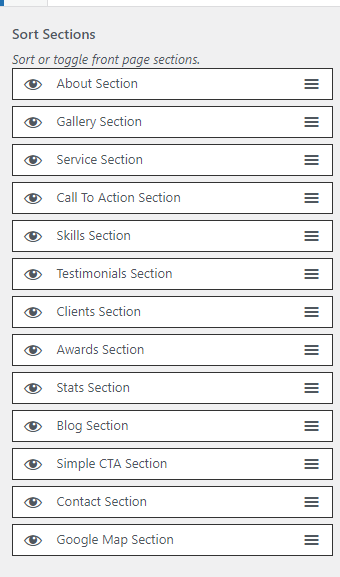 Sort Sections
Sort or toggle front page sections.
About Section
Gallery Section
Service Section
Call To Action Section
Skills Section
Testimonials Section
Clients Section
Awards Section
Stats Section
Blog Section
Simple CTA Section
Contact Section
Google Map Section